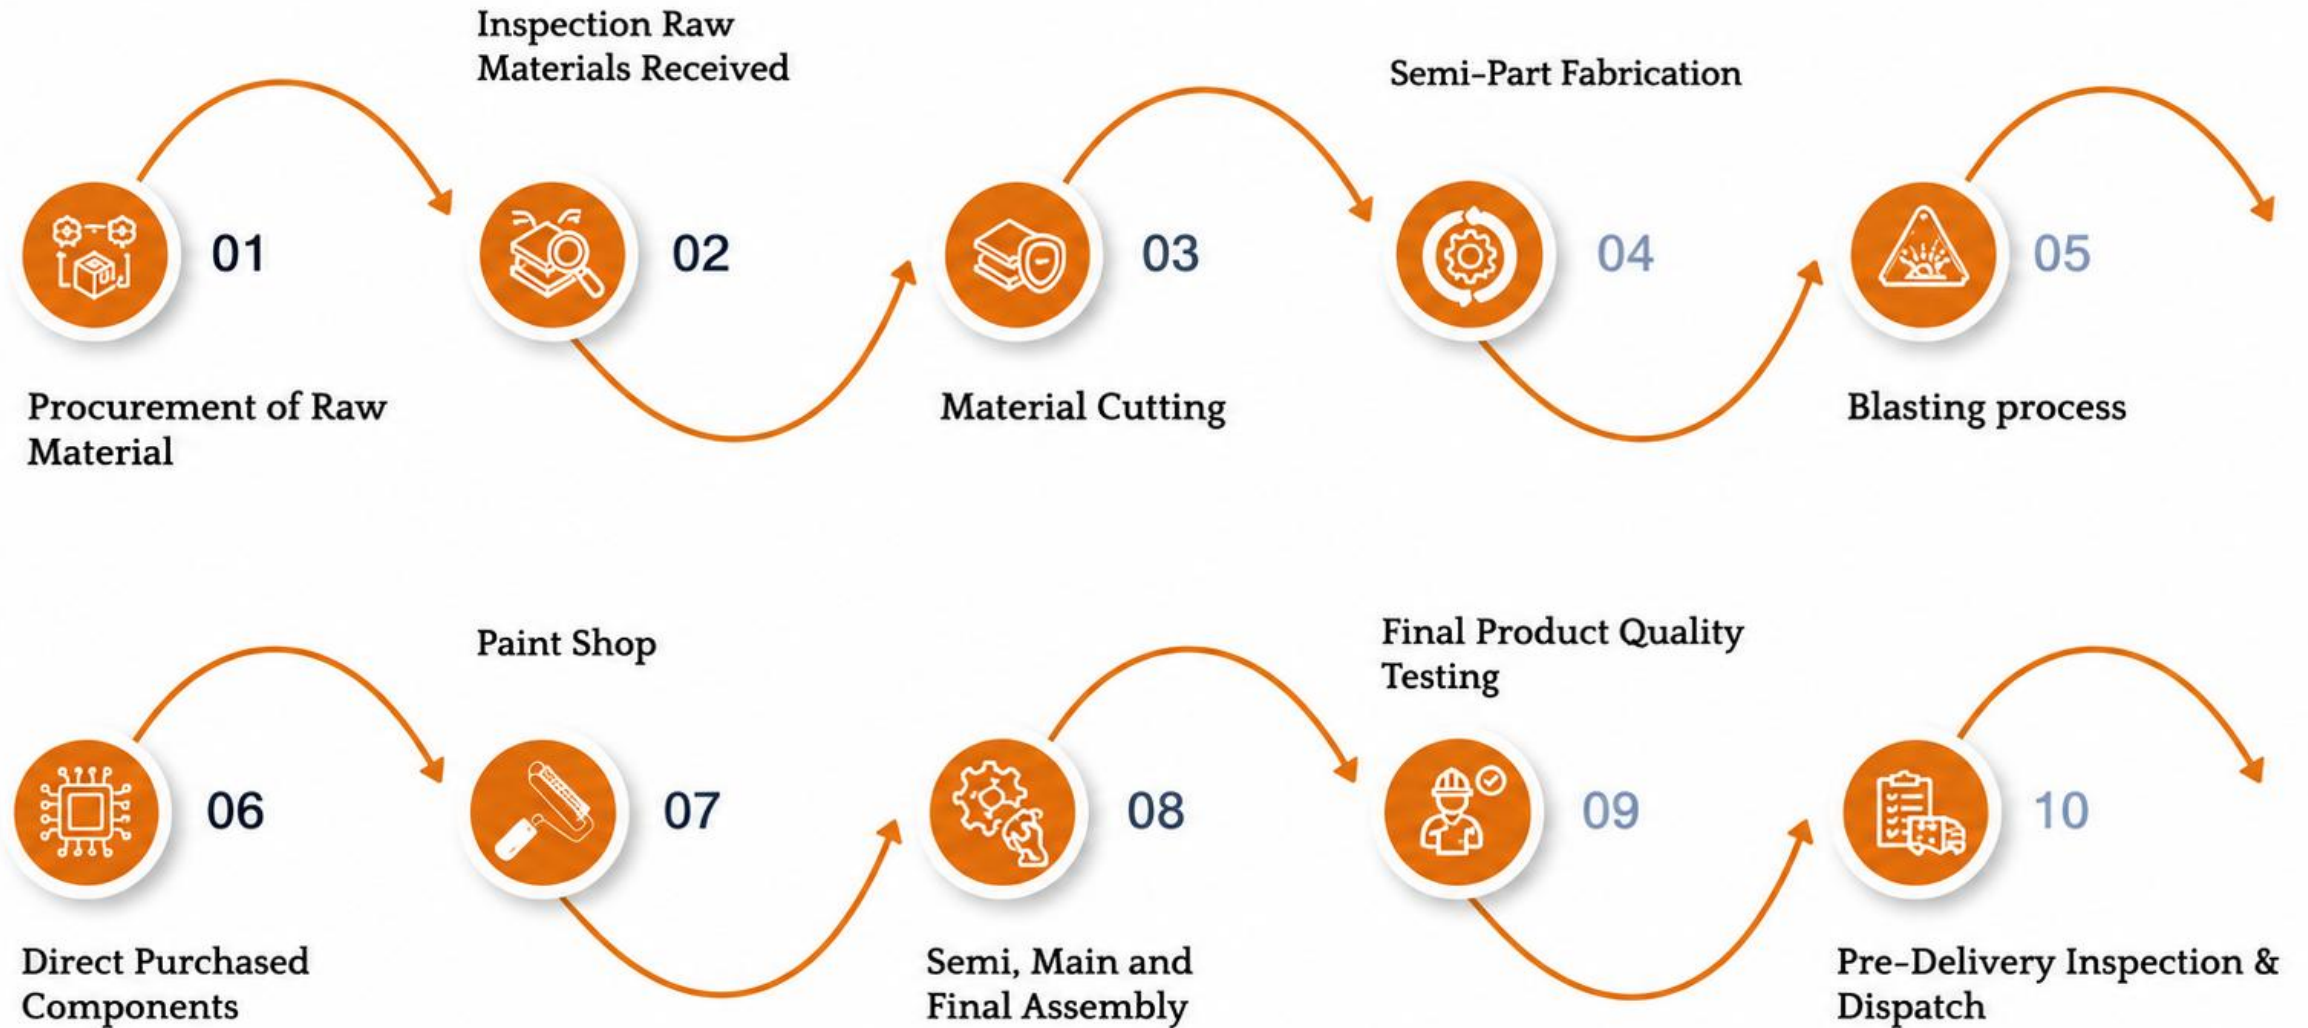 01
Procurement of Raw
Material
Inspection Raw
Materials Received
02
03
Material Cutting
Semi-Part Fabrication
04
05
Blasting process
06
Direct Purchased
Components
Paint Shop
07
08
Semi, Main and
Final Assembly
Final Product Quality
Testing
09
10
Pre-Delivery Inspection &
Dispatch